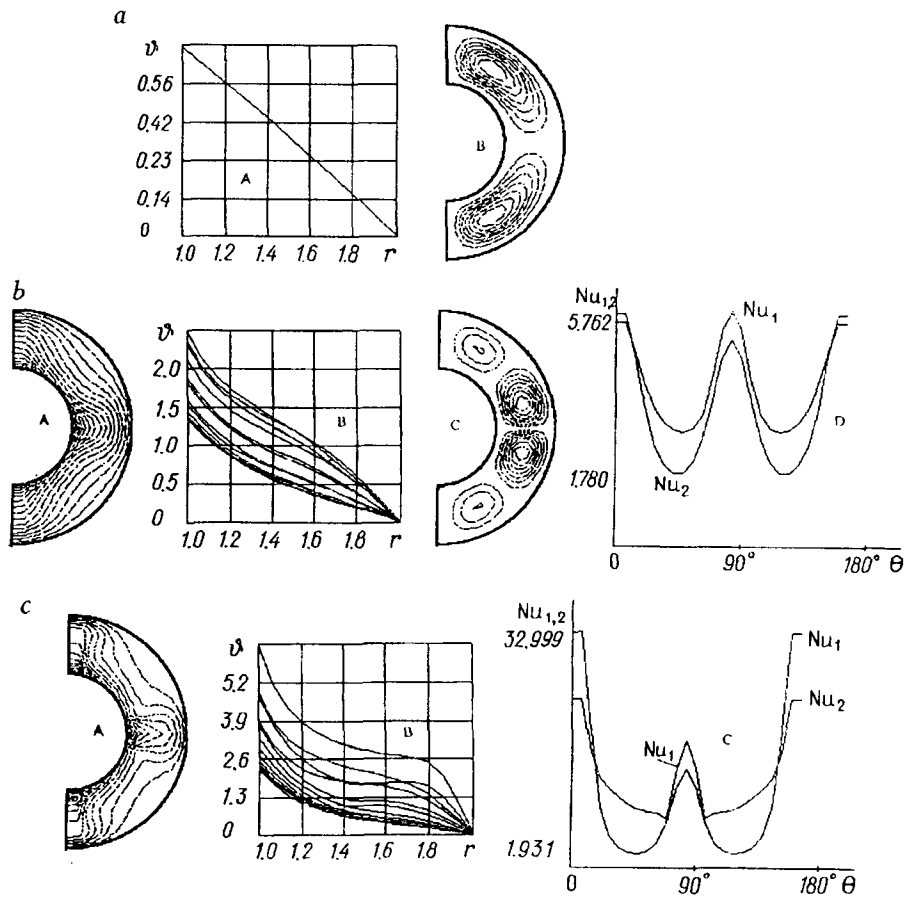 a
ϑ
0.56
0.42
0.23
0.14
0
A
1.0 1.2 1.4 1.6 1.8 r
B
b
A
ϑ
2.0
1.5
1.0
0.5
0
B
1.0 1.2 1.4 1.6 1.8 r
C
Nu1,2
5.762
Nu1
1.780
Nu2
D
0 90° 180° θ
c
A
ϑ
5.2
3.9
2.6
1.3
0
B
1.0 1.2 1.4 1.6 1.8 r
Nu1,2
32.999
Nu1
Nu2
Nu1
C
1.931
0 90° 180° θ